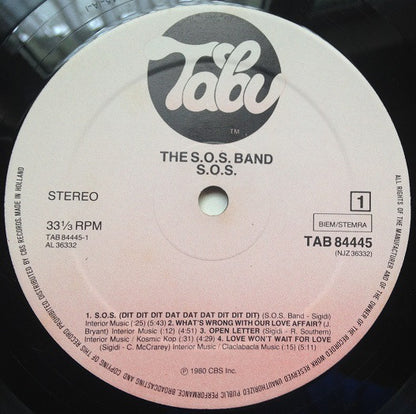 Tabu
TM
THE S.O.S. BAND
S.O.S.
STEREO
1
33⅓ RPM
BIEM/STEMRA
TAB 84445-1
TAB 84445
AL 36332
(NJZ 36332)
1. S.O.S. (DIT DIT DIT DAT DAT DAT DIT DIT DIT) (S.O.S. Band - Sigidi)
Interior Music (:25) (5:43) 2. WHAT'S WRONG WITH OUR LOVE AFFAIR? (J.
Bryant) Interior Music (:12) (4:51) 3. OPEN LETTER (Sigidi - R. Southern)
Interior Music / Kosmic Kop (:31) (4:29) 4. LOVE WON'T WAIT FOR LOVE
(Sigidi - C. McCrarey) Interior Music / Claclabacta Music (:15) (5:11)
℗ 1980 CBS Inc.
ALL RIGHTS OF THE MANUFACTURER AND OF THE OWNER OF THE RECORDED WORK RESERVED. UNAUTHORIZED PUBLIC PERFORMANCE, BROADCASTING AND COPYING OF THIS RECORD PROHIBITED. DISTRIBUTED BY CBS RECORDS. MADE IN HOLLAND